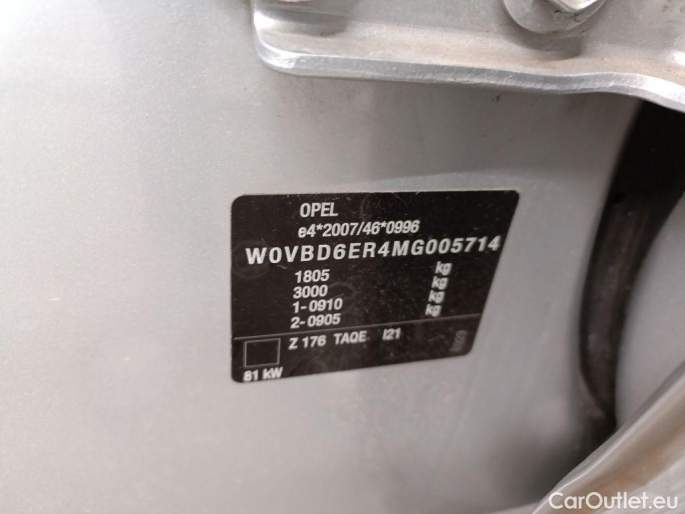 OPEL
e4*2007/46*0996
W0VBD6ER4MG005714
1805 kg
3000 kg
1-0910 kg
2-0905 kg
Z 176 TAQE I21
81 kW
CarOutlet.eu